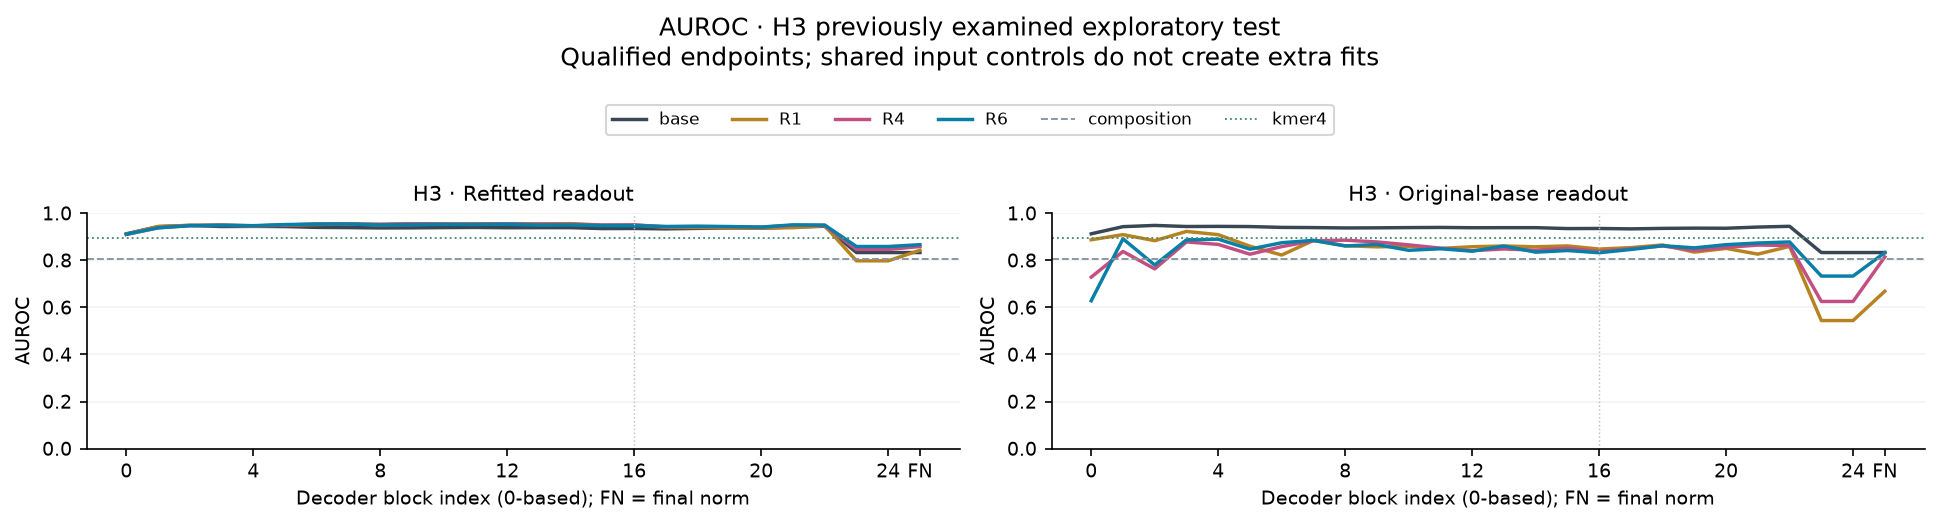 AUROC · H3 previously examined exploratory test
Qualified endpoints; shared input controls do not create extra fits
base R1 R4 R6 composition kmer4
H3 · Refitted readout
1.0
0.8
0.6
0.4
0.2
0.0
AUROC
0 4 8 12 16 20 24 FN
Decoder block index (0-based); FN = final norm
H3 · Original-base readout
1.0
0.8
0.6
0.4
0.2
0.0
AUROC
0 4 8 12 16 20 24 FN
Decoder block index (0-based); FN = final norm